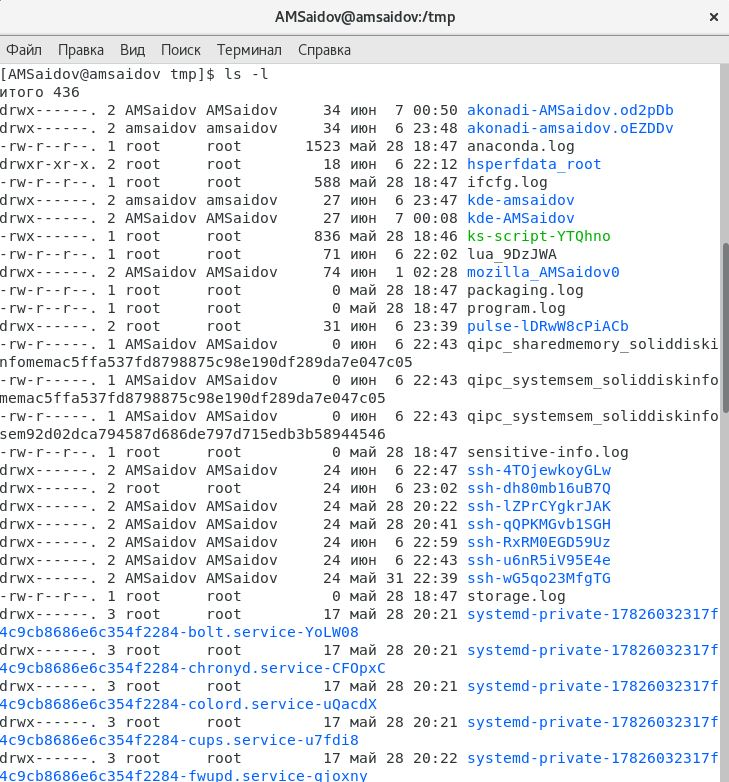 AMSaidov@amsaidov:/tmp
×
Файл Правка Вид Поиск Терминал Справка
[AMSaidov@amsaidov tmp]$ ls -l
итого 436
drwx------. 2 AMSaidov AMSaidov     34 июн  7 00:50 akonadi-AMSaidov.od2pDb
drwx------. 2 amsaidov amsaidov     34 июн  6 23:48 akonadi-amsaidov.oEZDDv
-rw-r--r--. 1 root     root       1523 май 28 18:47 anaconda.log
drwxr-xr-x. 2 root     root         18 июн  6 22:12 hsperfdata_root
-rw-r--r--. 1 root     root        588 май 28 18:47 ifcfg.log
drwx------. 2 amsaidov amsaidov     27 июн  6 23:47 kde-amsaidov
drwx------. 2 AMSaidov AMSaidov     27 июн  7 00:08 kde-AMSaidov
-rwx------. 1 root     root        836 май 28 18:46 ks-script-YTQhno
-rw-r--r--. 1 root     root         71 июн  6 22:02 lua_9DzJWA
drwx------. 2 AMSaidov AMSaidov     74 июн  1 02:28 mozilla_AMSaidov0
-rw-r--r--. 1 root     root          0 май 28 18:47 packaging.log
-rw-r--r--. 1 root     root          0 май 28 18:47 program.log
drwx------. 2 root     root         31 июн  6 23:39 pulse-lDRwW8cPiACb
-rw-r--r--. 1 AMSaidov AMSaidov      0 июн  6 22:43 qipc_sharedmemory_soliddiski
nfomemac5ffa537fd8798875c98e190df289da7e047c05
-rw-r-----. 1 AMSaidov AMSaidov      0 июн  6 22:43 qipc_systemsem_soliddiskinfo
memac5ffa537fd8798875c98e190df289da7e047c05
-rw-r-----. 1 AMSaidov AMSaidov      0 июн  6 22:43 qipc_systemsem_soliddiskinfo
sem92d02dca794587d686de797d715edb3b58944546
-rw-r--r--. 1 root     root          0 май 28 18:47 sensitive-info.log
drwx------. 2 AMSaidov AMSaidov     24 июн  6 22:47 ssh-4TOjewkoyGLw
drwx------. 2 root     root         24 июн  6 23:02 ssh-dh80mb16uB7Q
drwx------. 2 AMSaidov AMSaidov     24 май 28 20:22 ssh-lZPrCYgkrJAK
drwx------. 2 AMSaidov AMSaidov     24 май 28 20:41 ssh-qQPKMGvb1SGH
drwx------. 2 AMSaidov AMSaidov     24 июн  6 22:59 ssh-RxRM0EGD59Uz
drwx------. 2 AMSaidov AMSaidov     24 июн  6 22:43 ssh-u6nR5iV95E4e
drwx------. 2 AMSaidov AMSaidov     24 май 31 22:39 ssh-wG5qo23MfgTG
-rw-r--r--. 1 root     root          0 май 28 18:47 storage.log
drwx------. 3 root     root         17 май 28 20:21 systemd-private-17826032317f
4c9cb8686e6c354f2284-bolt.service-YoLW08
drwx------. 3 root     root         17 май 28 20:21 systemd-private-17826032317f
4c9cb8686e6c354f2284-chronyd.service-CFOpxC
drwx------. 3 root     root         17 май 28 20:21 systemd-private-17826032317f
4c9cb8686e6c354f2284-colord.service-uQacdX
drwx------. 3 root     root         17 май 28 20:21 systemd-private-17826032317f
4c9cb8686e6c354f2284-cups.service-u7fdi8
drwx------. 3 root     root         17 май 28 20:22 systemd-private-17826032317f
4c9cb8686e6c354f2284-fwupd.service-gjoxny